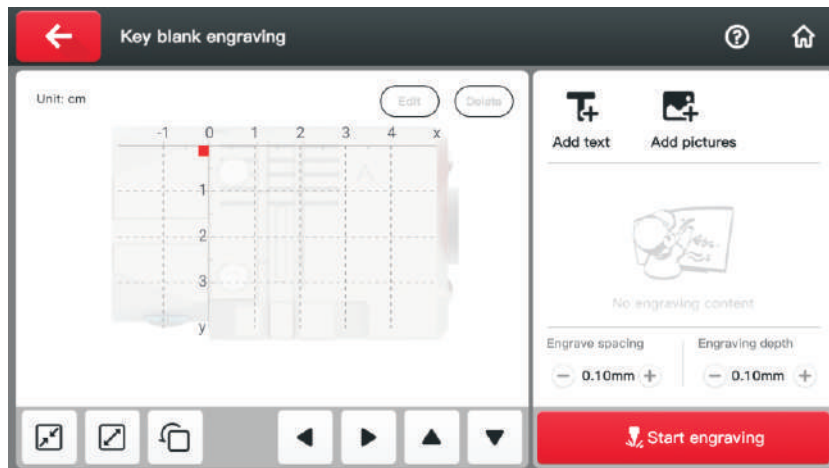 Key blank engraving
Unit: cm
Edit
Delete
-1 0 1 2 3 4 x
1
2
3
y
Add text
Add pictures
No engraving content
Engrave spacing
Engraving depth
0.10mm
0.10mm
Start engraving